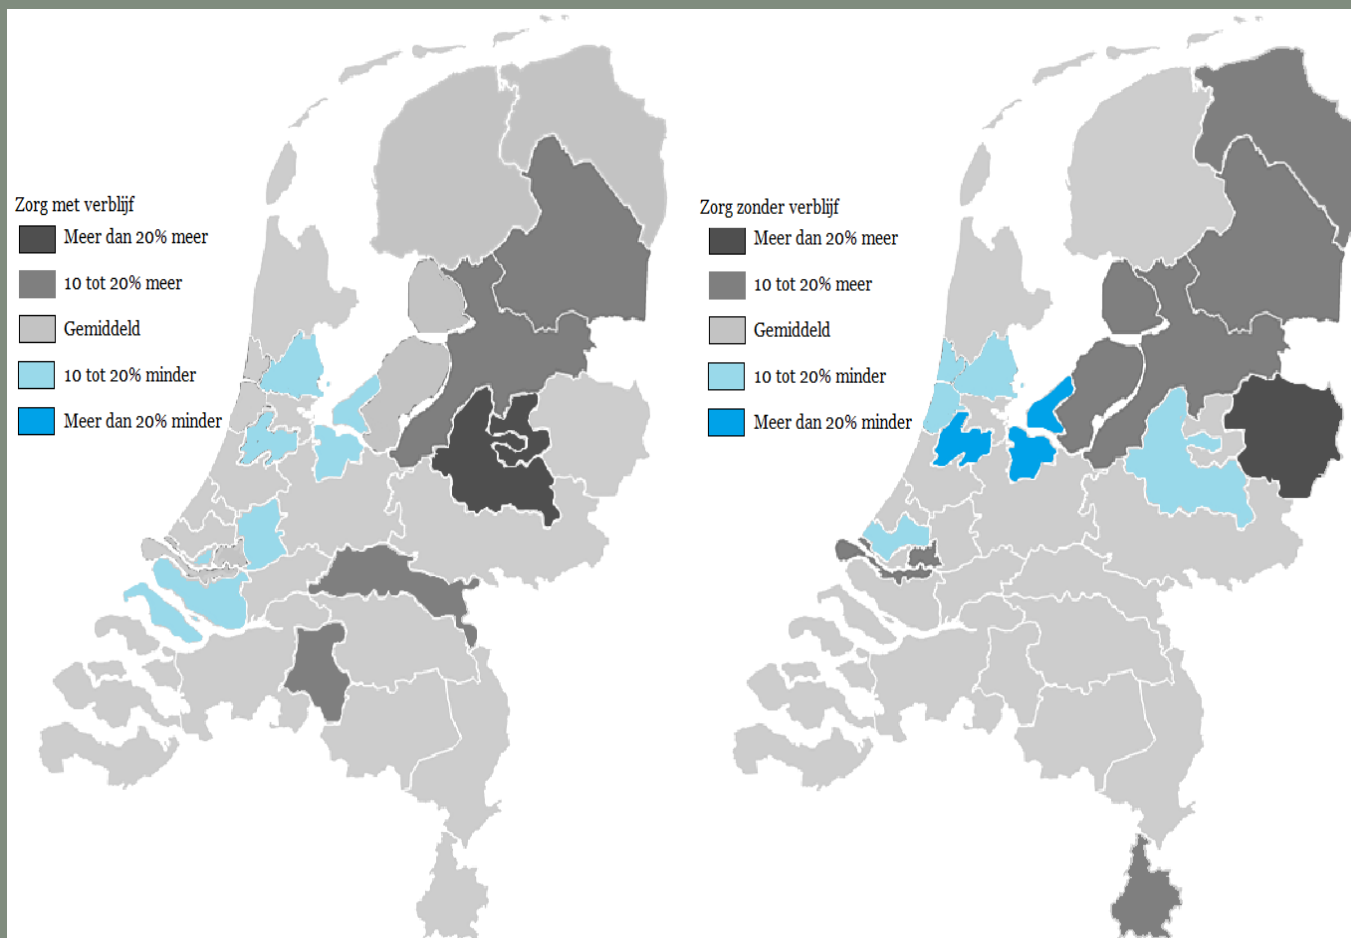 Zorg met verblijf
Meer dan 20% meer
10 tot 20% meer
Gemiddeld
10 tot 20% minder
Meer dan 20% minder
Zorg zonder verblijf
Meer dan 20% meer
10 tot 20% meer
Gemiddeld
10 tot 20% minder
Meer dan 20% minder